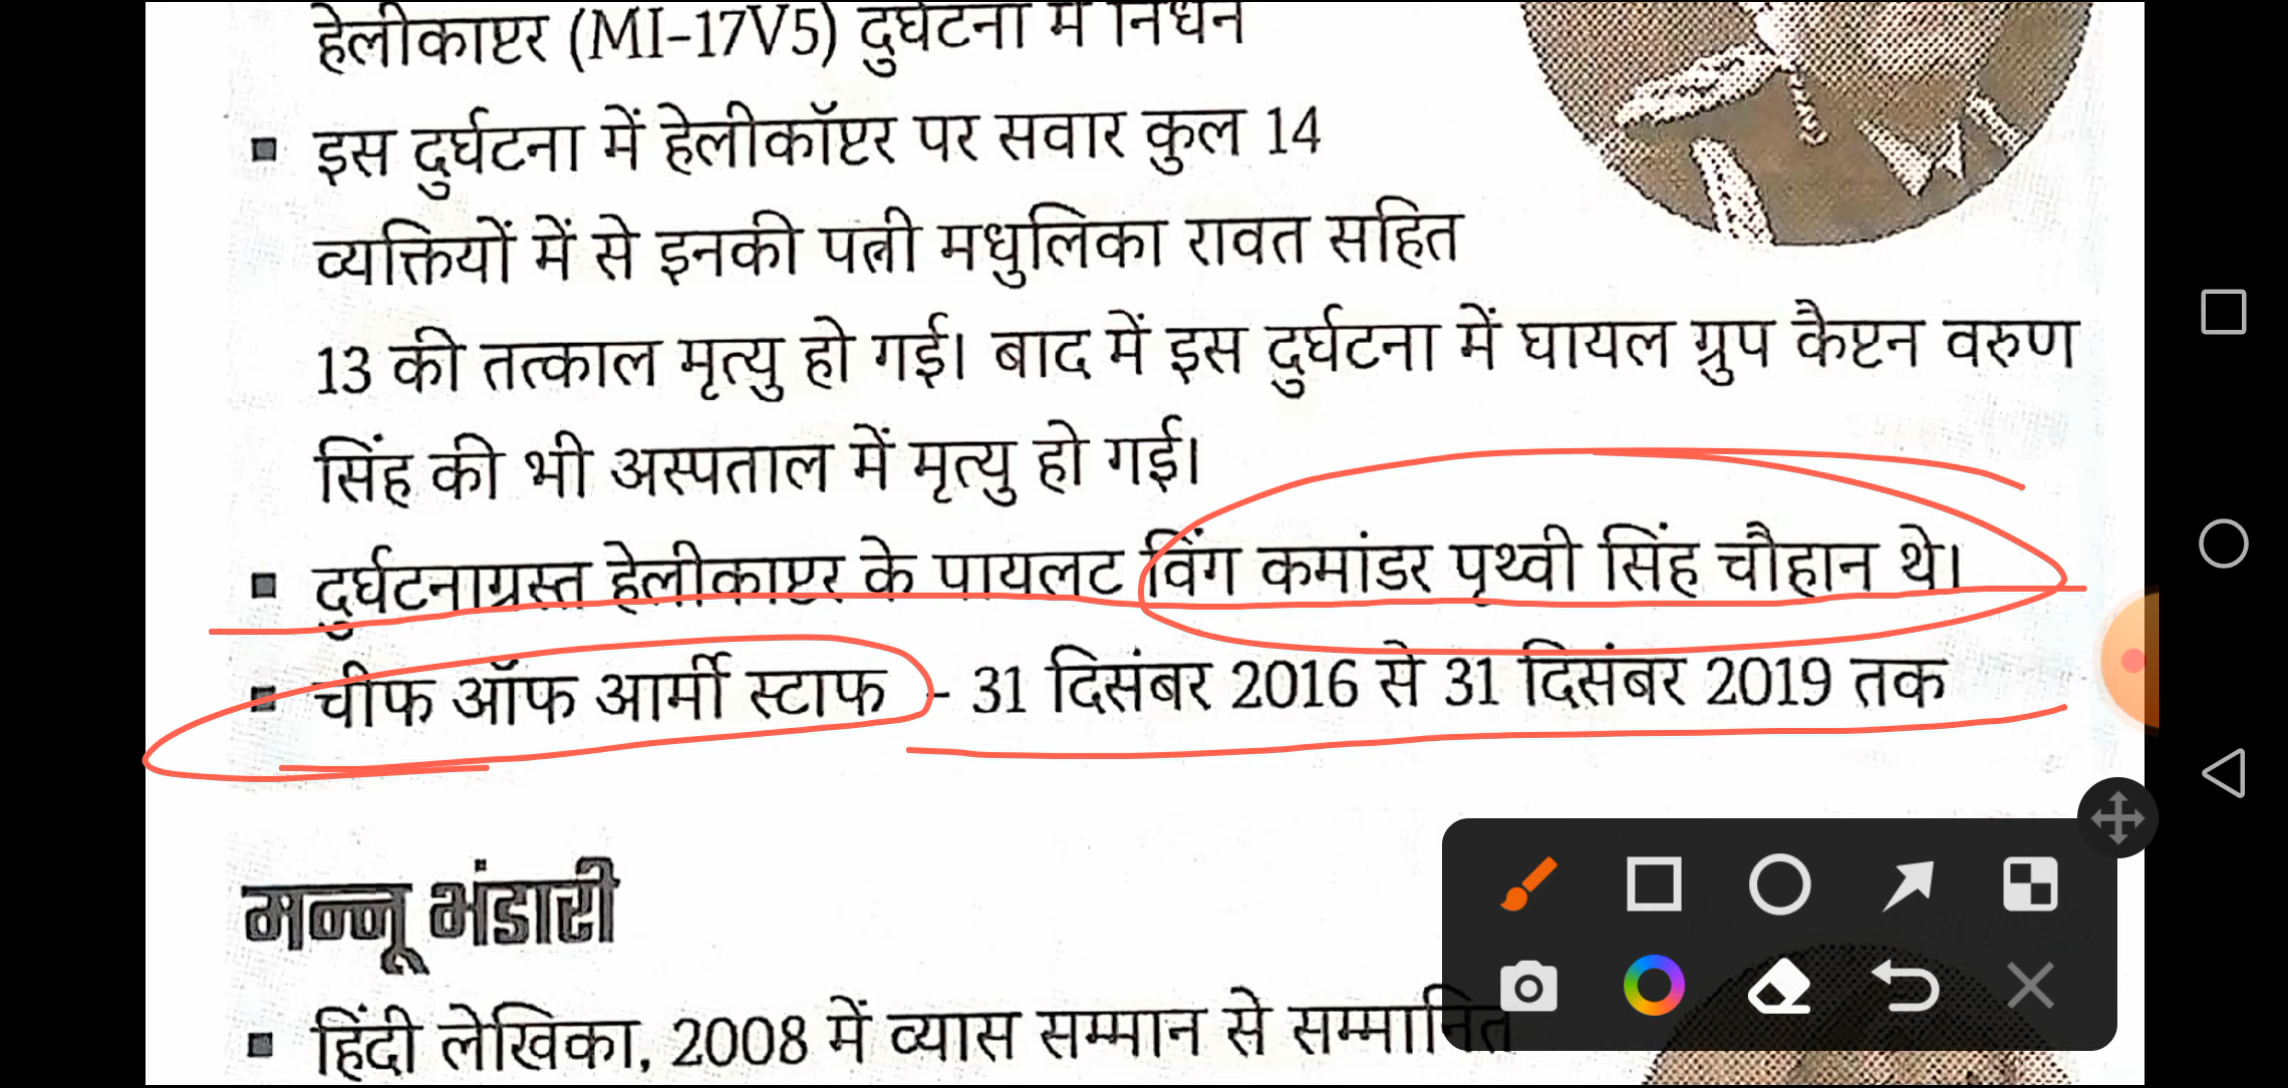 हेलीकाप्टर (MI-17V5) दुर्घटना में निधन
▪ इस दुर्घटना में हेलीकॉप्टर पर सवार कुल 14
व्यक्तियों में से इनकी पत्नी मधुलिका रावत सहित
13 की तत्काल मृत्यु हो गई। बाद में इस दुर्घटना में घायल ग्रुप कैप्टन वरुण
सिंह की भी अस्पताल में मृत्यु हो गई।
▪ दुर्घटनाग्रस्त हेलीकाप्टर के पायलट विंग कमांडर पृथ्वी सिंह चौहान थे।
▪ चीफ ऑफ आर्मी स्टाफ - 31 दिसंबर 2016 से 31 दिसंबर 2019 तक
मन्नू भंडारी
▪ हिंदी लेखिका, 2008 में व्यास सम्मान से सम्मानित